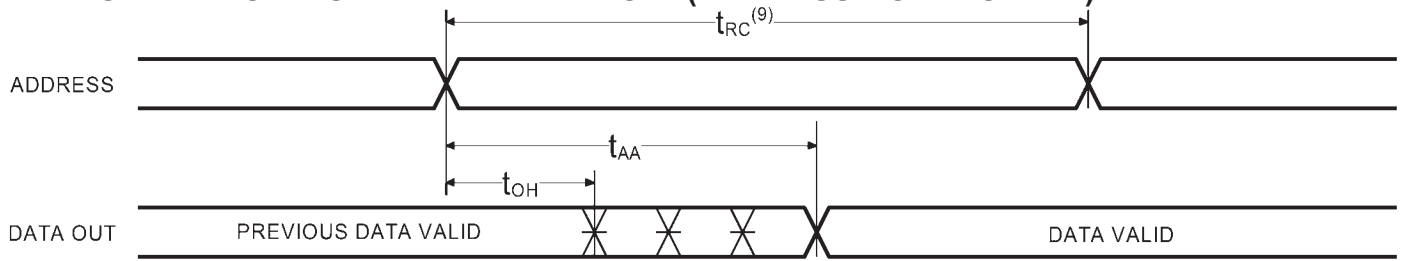 tRC(9)
ADDRESS
tAA
tOH
DATA OUT PREVIOUS DATA VALID DATA VALID